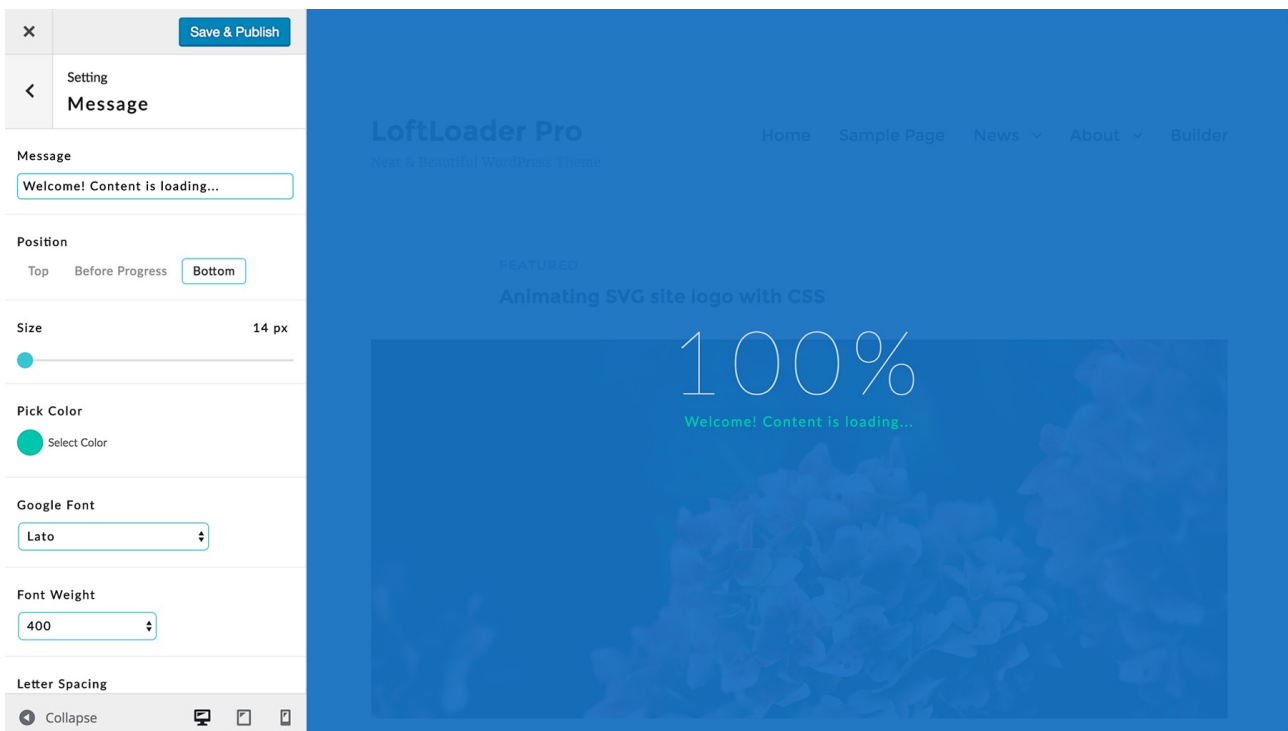 Save & Publish
Setting
Message
Message
Welcome! Content is loading...
Position
Top Before Progress Bottom
Size 14 px
Pick Color
Select Color
Google Font
Lato
Font Weight
400
Letter Spacing
Collapse
LoftLoader Pro
Home Sample Page News About Builder
Neat & Beautiful WordPress Theme
FEATURED
Animating SVG site logo with CSS
100%
Welcome! Content is loading...